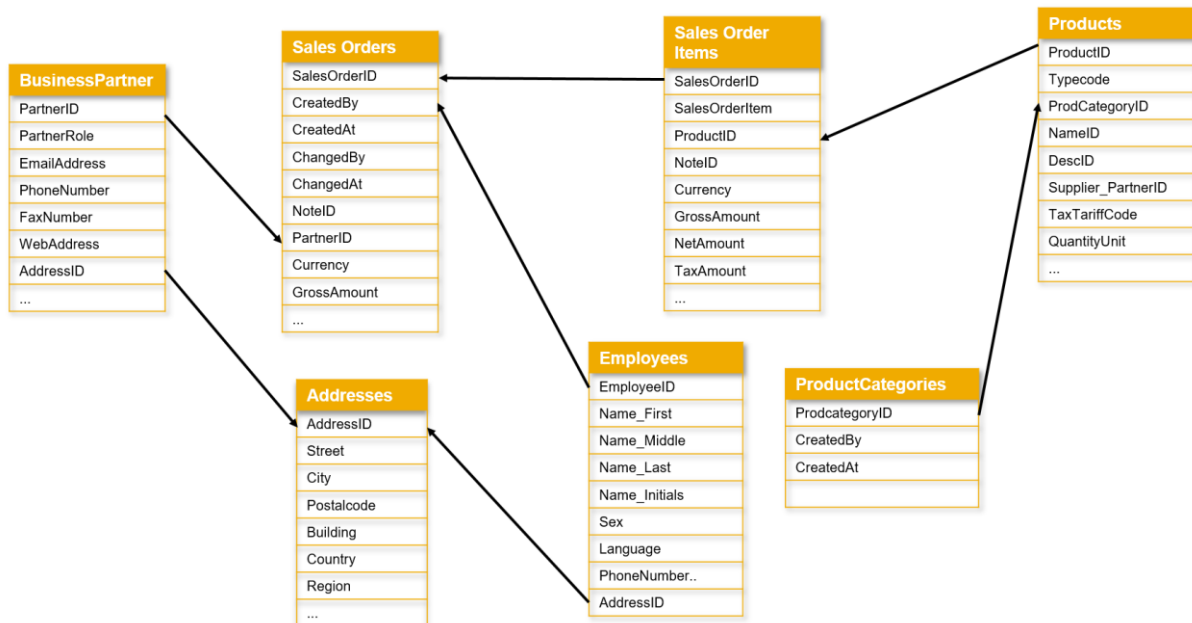 BusinessPartner
PartnerID
PartnerRole
EmailAddress
PhoneNumber
FaxNumber
WebAddress
AddressID
...
Sales Orders
SalesOrderID
CreatedBy
CreatedAt
ChangedBy
ChangedAt
NoteID
PartnerID
Currency
GrossAmount
...
Sales Order
Items
SalesOrderID
SalesOrderItem
ProductID
NoteID
Currency
GrossAmount
NetAmount
TaxAmount
...
Products
ProductID
Typecode
ProdCategoryID
NameID
DescID
Supplier_PartnerID
TaxTariffCode
QuantityUnit
...
Addresses
AddressID
Street
City
Postalcode
Building
Country
Region
...
Employees
EmployeeID
Name_First
Name_Middle
Name_Last
Name_Initials
Sex
Language
PhoneNumber..
AddressID
ProductCategories
ProdcategoryID
CreatedBy
CreatedAt